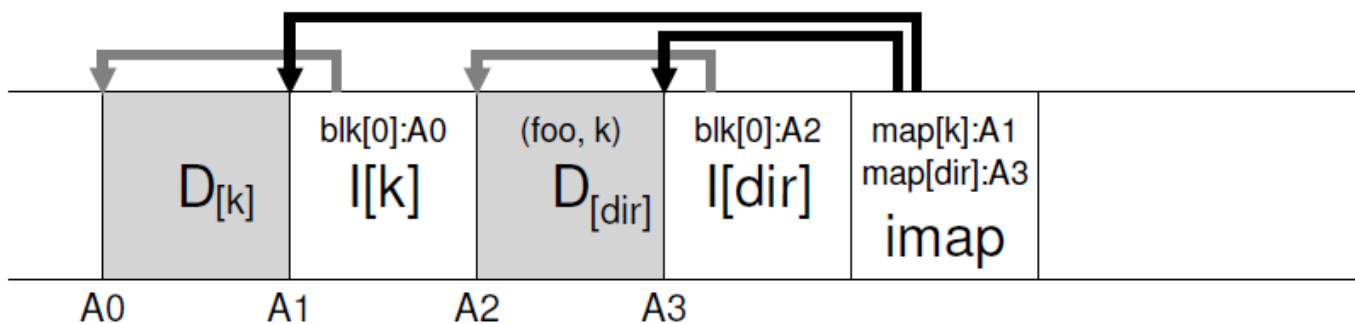 blk[0]:A0 (foo, k) blk[0]:A2 map[k]:A1
map[dir]:A3
D[k] I[k] D[dir] I[dir] imap
A0 A1 A2 A3